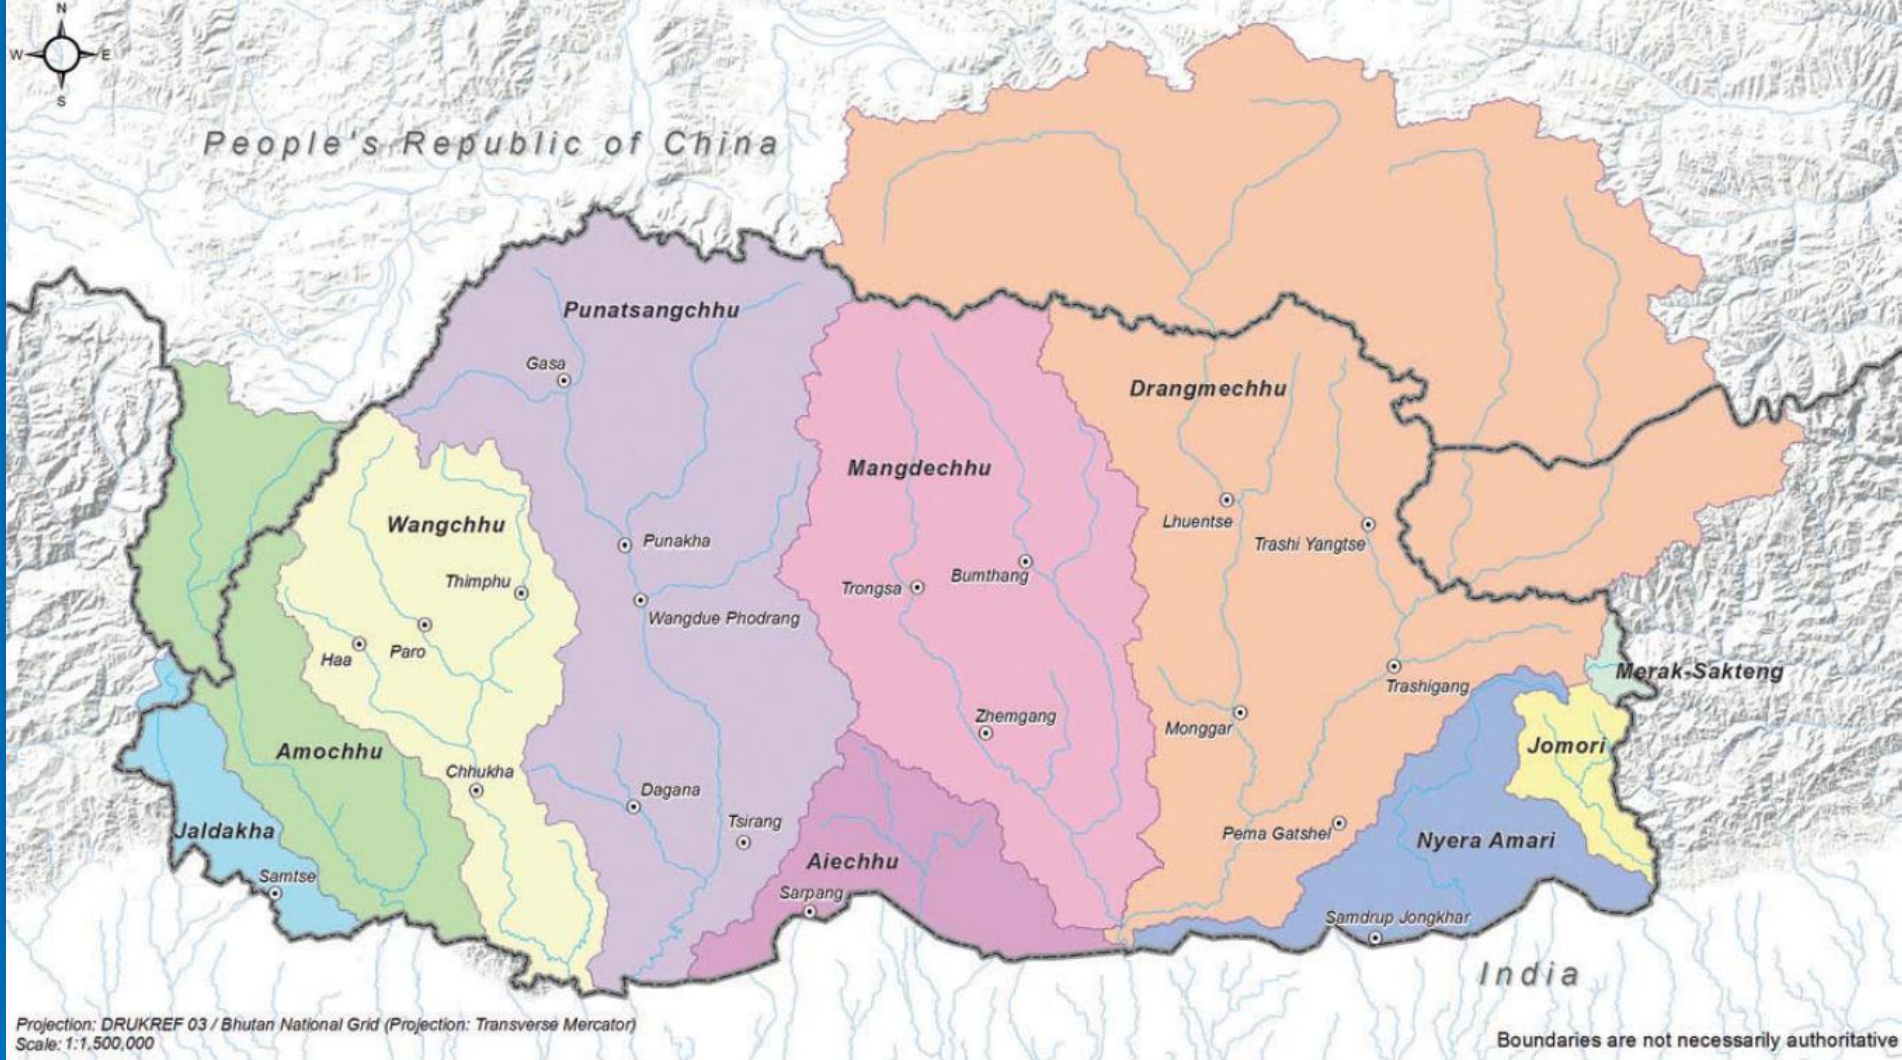 N
W E
S
People's Republic of China
Punatsangchhu
Gasa
Drangmechhu
Mangdechhu
Wangchhu
Lhuentse
Trashi Yangtse
Punakha
Thimphu
Bumthang
Trongsa
Wangdue Phodrang
Haa
Paro
Merak-Sakteng
Trashigang
Zhemgang
Monggar
Amochhu
Jomori
Chhukha
Dagana
Tsirang
Jaldakha
Pema Gatshel
Nyera Amari
Aiechhu
Samtse
Sarpang
Samdrup Jongkhar
India
Projection: DRUKREF 03 / Bhutan National Grid (Projection: Transverse Mercator)
Scale: 1:1,500,000
Boundaries are not necessarily authoritative